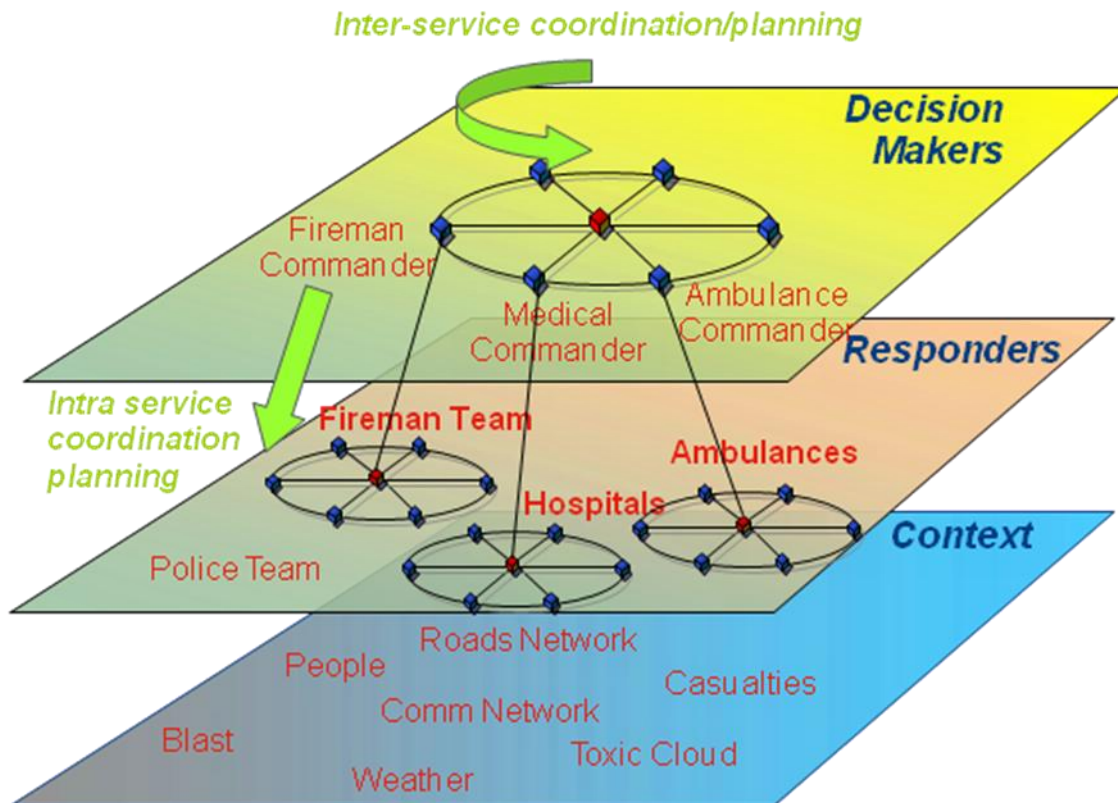 Inter-service coordination/planning
Decision
Makers
Fireman
Commander
Medical
Commander
Ambulance
Commander
Responders
Intra service
coordination
planning
Fireman Team
Ambulances
Hospitals
Context
Police Team
Roads Network
People
Casualties
Comm Network
Blast
Toxic Cloud
Weather